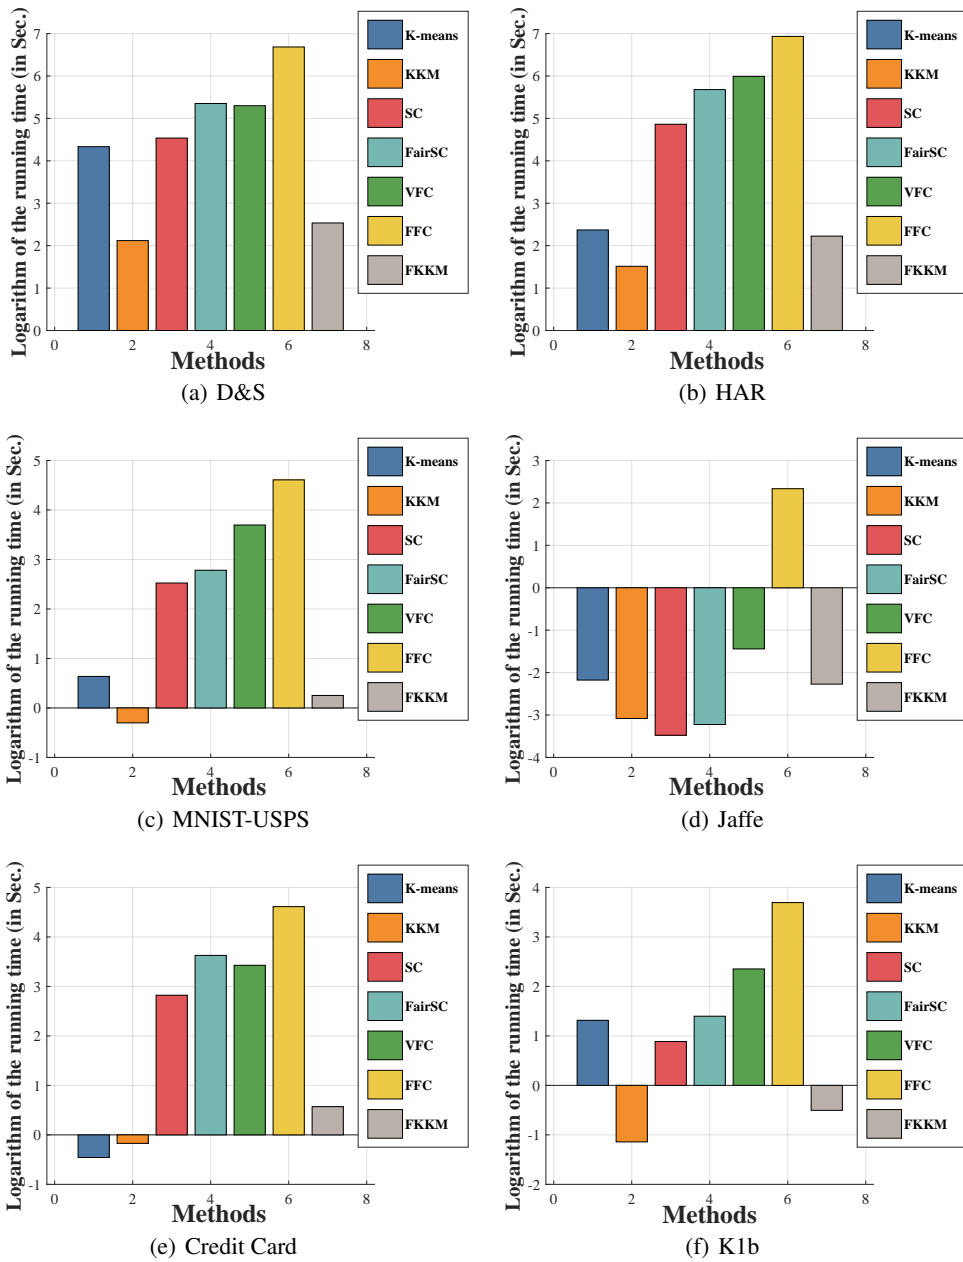 Logarithm of the running time (in Sec.)
7
6
5
4
3
2
1
0
0 2 4 6 8
Methods
K-means
KKM
SC
FairSC
VFC
FFC
FKKM
(a) D&S
Logarithm of the running time (in Sec.)
7
6
5
4
3
2
1
0
0 2 4 6 8
Methods
K-means
KKM
SC
FairSC
VFC
FFC
FKKM
(b) HAR
Logarithm of the running time (in Sec.)
5
4
3
2
1
0
-1
0 2 4 6 8
Methods
K-means
KKM
SC
FairSC
VFC
FFC
FKKM
(c) MNIST-USPS
Logarithm of the running time (in Sec.)
3
2
1
0
-1
-2
-3
-4
0 2 4 6 8
Methods
K-means
KKM
SC
FairSC
VFC
FFC
FKKM
(d) Jaffe
Logarithm of the running time (in Sec.)
5
4
3
2
1
0
-1
0 2 4 6 8
Methods
K-means
KKM
SC
FairSC
VFC
FFC
FKKM
(e) Credit Card
Logarithm of the running time (in Sec.)
4
3
2
1
0
-1
-2
0 2 4 6 8
Methods
K-means
KKM
SC
FairSC
VFC
FFC
FKKM
(f) K1b